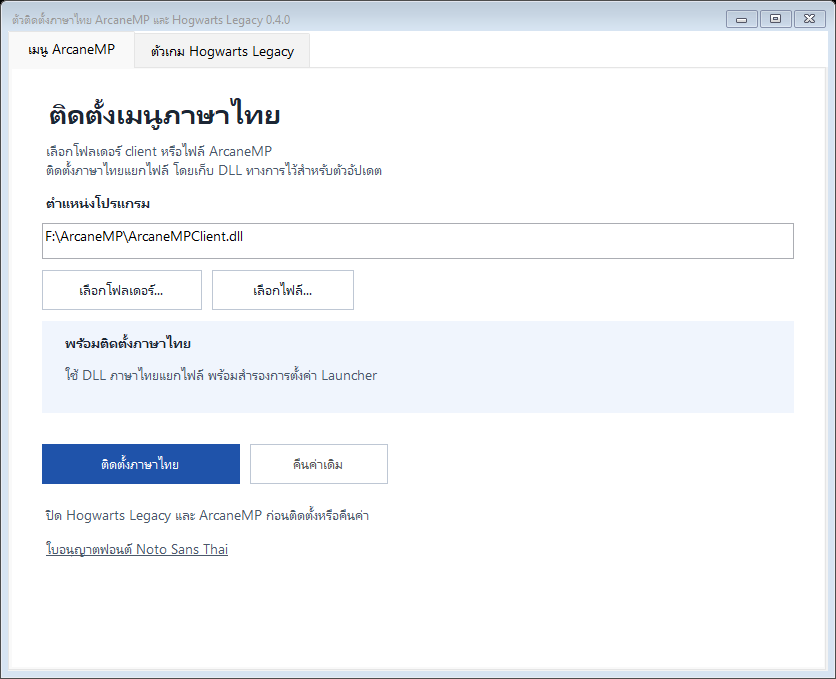 ตัวติดตั้งภาษาไทย ArcaneMP และ Hogwarts Legacy 0.4.0
เมนู ArcaneMP
ตัวเกม Hogwarts Legacy
ติดตั้งเมนูภาษาไทย
เลือกโฟลเดอร์ client หรือไฟล์ ArcaneMP
ติดตั้งภาษาไทยแยกไฟล์ โดยเก็บ DLL ทางการไว้สำหรับตัวอัปเดต
ตำแหน่งโปรแกรม
F:\ArcaneMP\ArcaneMPClient.dll
เลือกโฟลเดอร์...
เลือกไฟล์...
พร้อมติดตั้งภาษาไทย
ใช้ DLL ภาษาไทยแยกไฟล์ พร้อมสำรองการตั้งค่า Launcher
ติดตั้งภาษาไทย
คืนค่าเดิม
ปิด Hogwarts Legacy และ ArcaneMP ก่อนติดตั้งหรือคืนค่า
ใบอนุญาตฟอนต์ Noto Sans Thai